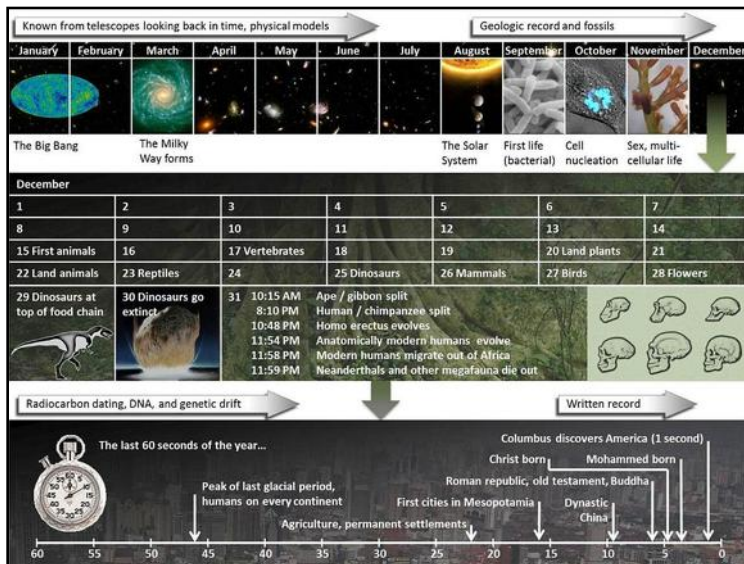 Known from telescopes looking back in time, physical models
Geologic record and fossils
January February March April May June July August September October November December
The Big Bang
The Milky
Way forms
The Solar
System
First life
(bacterial)
Cell
nucleation
Sex, multi-
cellular life
December
1 2 3 4 5 6 7
8 9 10 11 12 13 14
15 First animals 16 17 Vertebrates 18 19 20 Land plants 21
22 Land animals 23 Reptiles 24 25 Dinosaurs 26 Mammals 27 Birds 28 Flowers
29 Dinosaurs at
top of food chain
30 Dinosaurs go
extinct
31 10:15 AM Ape / gibbon split
8:10 PM Human / chimpanzee split
10:48 PM Homo erectus evolves
11:54 PM Anatomically modern humans evolve
11:58 PM Modern humans migrate out of Africa
11:59 PM Neanderthals and other megafauna die out
Radiocarbon dating, DNA, and genetic drift
Written record
The last 60 seconds of the year...
Columbus discovers America (1 second)
Christ born
Mohammed born
Roman republic, old testament, Buddha
Peak of last glacial period,
humans on every continent
First cities in Mesopotamia
Dynastic
China
Agriculture, permanent settlements
60 55 50 45 40 35 30 25 20 15 10 5 0